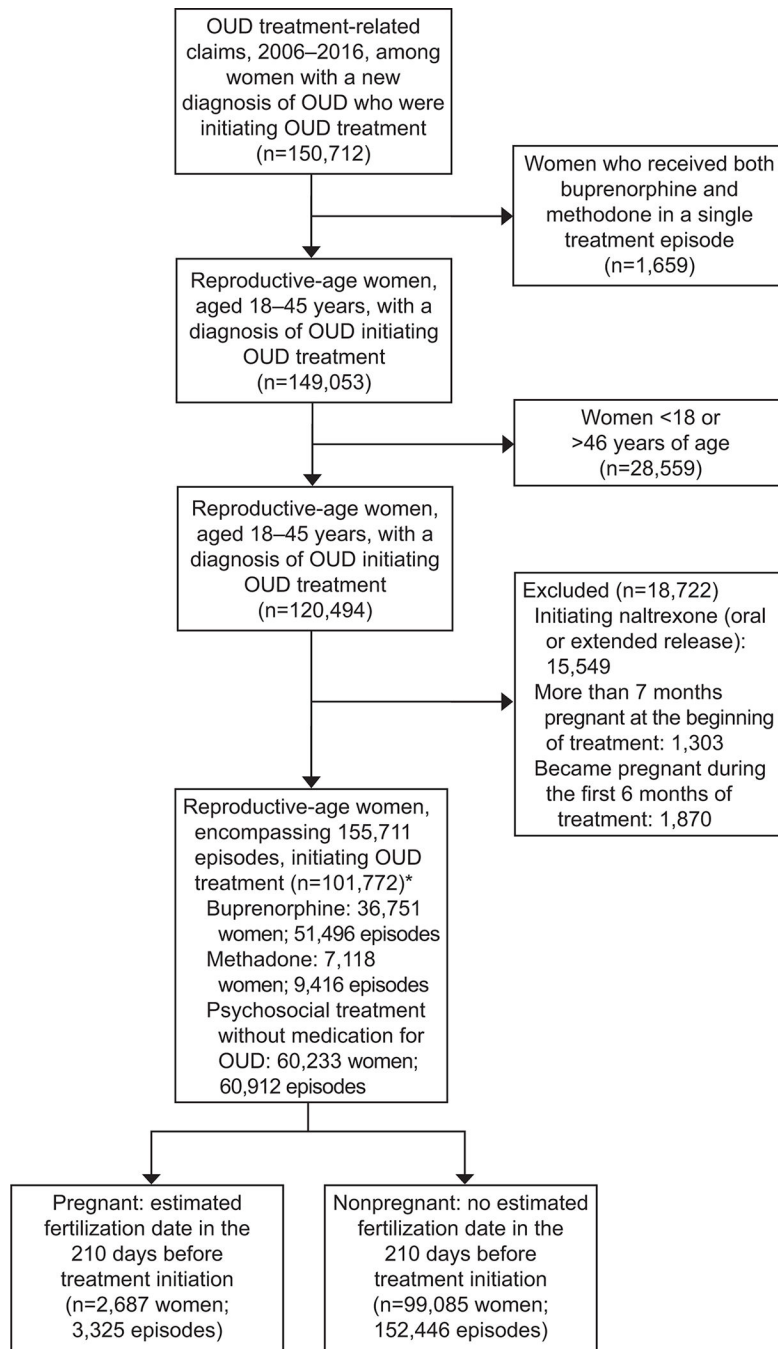 OUD treatment-related
claims, 2006–2016, among
women with a new
diagnosis of OUD who were
initiating OUD treatment
(n=150,712)
Women who received both
buprenorphine and
methodone in a single
treatment episode
(n=1,659)
Reproductive-age women,
aged 18–45 years, with a
diagnosis of OUD initiating
OUD treatment
(n=149,053)
Women <18 or
>46 years of age
(n=28,559)
Reproductive-age women,
aged 18–45 years, with a
diagnosis of OUD initiating
OUD treatment
(n=120,494)
Excluded (n=18,722)
Initiating naltrexone (oral
or extended release):
15,549
More than 7 months
pregnant at the beginning
of treatment: 1,303
Became pregnant during
the first 6 months of
treatment: 1,870
Reproductive-age women,
encompassing 155,711
episodes, initiating OUD
treatment (n=101,772)*
Buprenorphine: 36,751
women; 51,496 episodes
Methadone: 7,118
women; 9,416 episodes
Psychosocial treatment
without medication for
OUD: 60,233 women;
60,912 episodes
Pregnant: estimated
fertilization date in the
210 days before
treatment initiation
(n=2,687 women;
3,325 episodes)
Nonpregnant: no estimated
fertilization date in the
210 days before
treatment initiation
(n=99,085 women;
152,446 episodes)